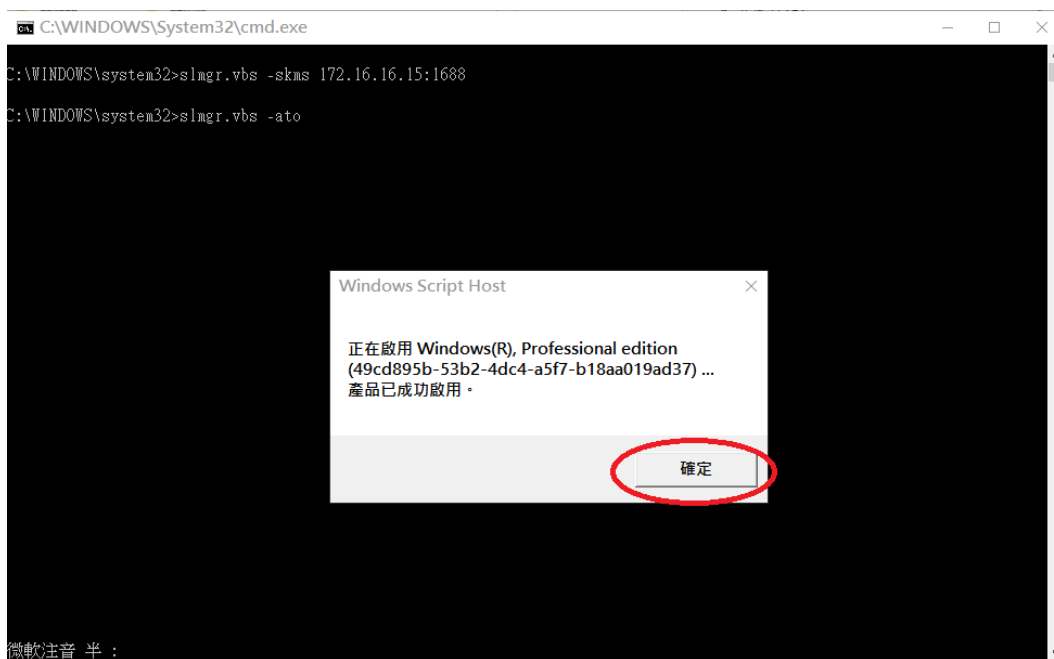 C:\WINDOWS\System32\cmd.exe
C:\WINDOWS\system32>slmgr.vbs -skms 172.16.16.15:1688
C:\WINDOWS\system32>slmgr.vbs -ato
Windows Script Host
正在啟用 Windows(R), Professional edition
(49cd895b-53b2-4dc4-a5f7-b18aa019ad37) ...
產品已成功啟用。
確定
微軟注音 半 :